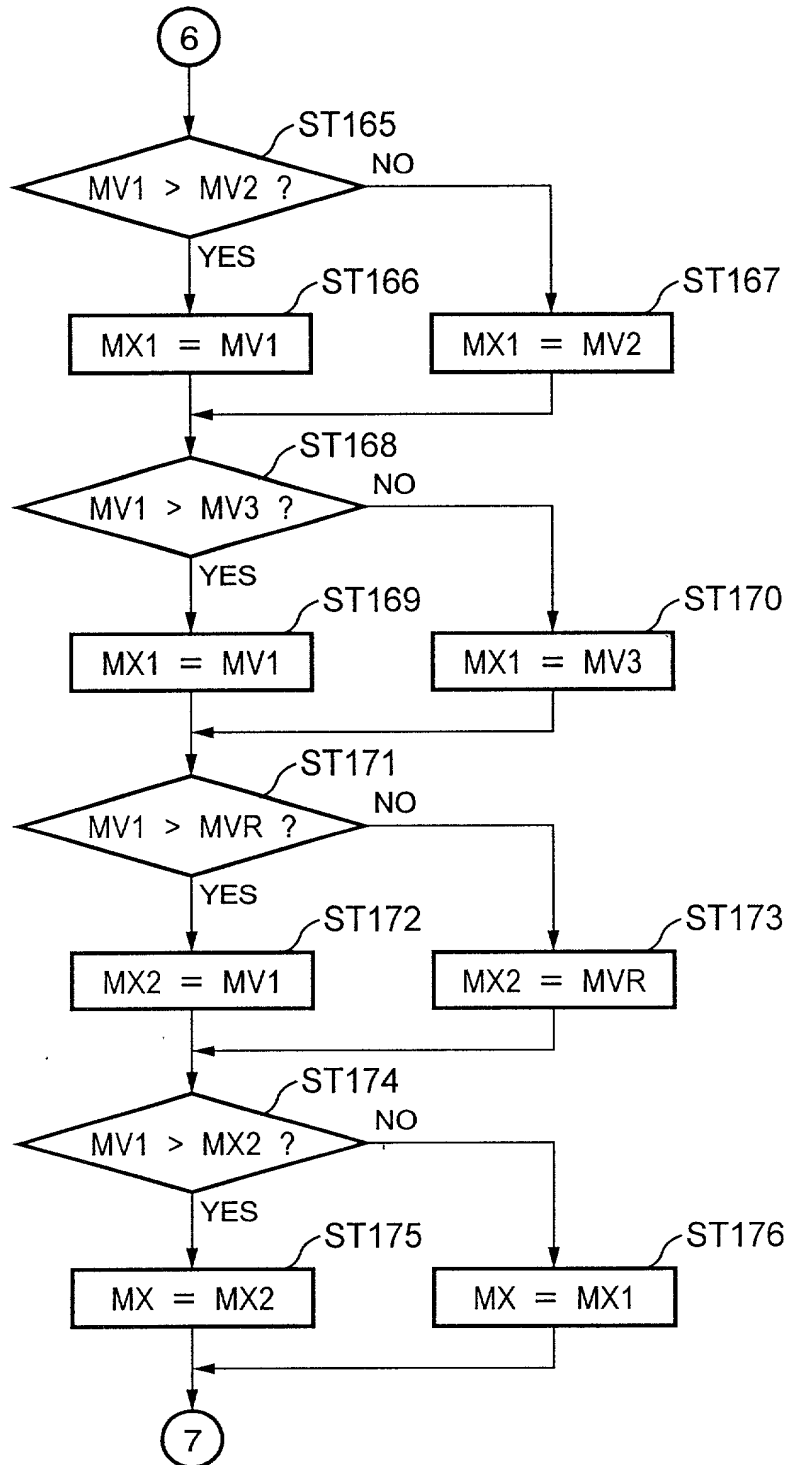 6
ST165
MV1 > MV2 ?
NO
YES
ST166
ST167
MX1 = MV1
MX1 = MV2
ST168
MV1 > MV3 ?
NO
YES
ST169
ST170
MX1 = MV1
MX1 = MV3
ST171
MV1 > MVR ?
NO
YES
ST172
ST173
MX2 = MV1
MX2 = MVR
ST174
MV1 > MX2 ?
NO
YES
ST175
ST176
MX = MX2
MX = MX1
7